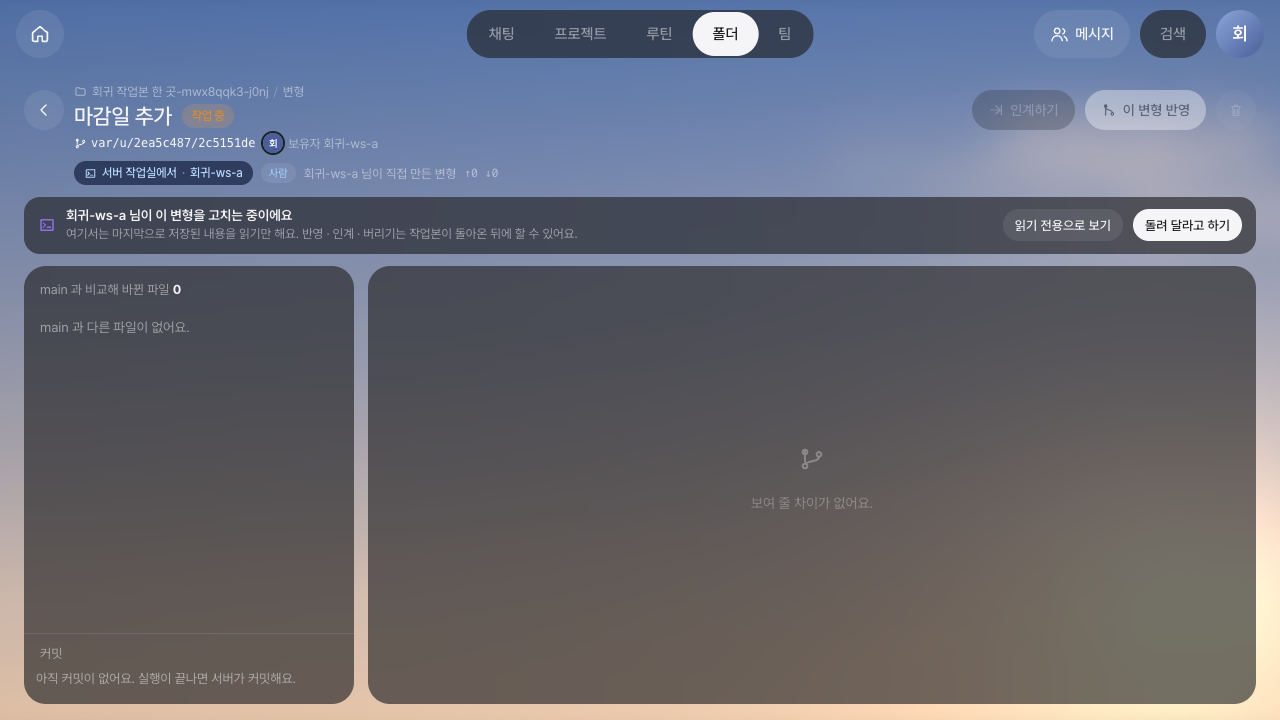 채팅
프로젝트
루틴
폴더
팀
메시지
검색
회
회귀 작업본 한 곳-mwx8qqk3-j0nj / 변형
마감일 추가
작업 중
인계하기
이 변형 반영
var/u/2ea5c487/2c5151de
회
보유자 회귀-ws-a
서버 작업실에서 · 회귀-ws-a
사람
회귀-ws-a 님이 직접 만든 변형
↑0 ↓0
회귀-ws-a 님이 이 변형을 고치는 중이에요
여기서는 마지막으로 저장된 내용을 읽기만 해요. 반영 · 인계 · 버리기는 작업본이 돌아온 뒤에 할 수 있어요.
읽기 전용으로 보기
돌려 달라고 하기
main 과 비교해 바뀐 파일 0
main 과 다른 파일이 없어요.
보여 줄 차이가 없어요.
커밋
아직 커밋이 없어요. 실행이 끝나면 서버가 커밋해요.